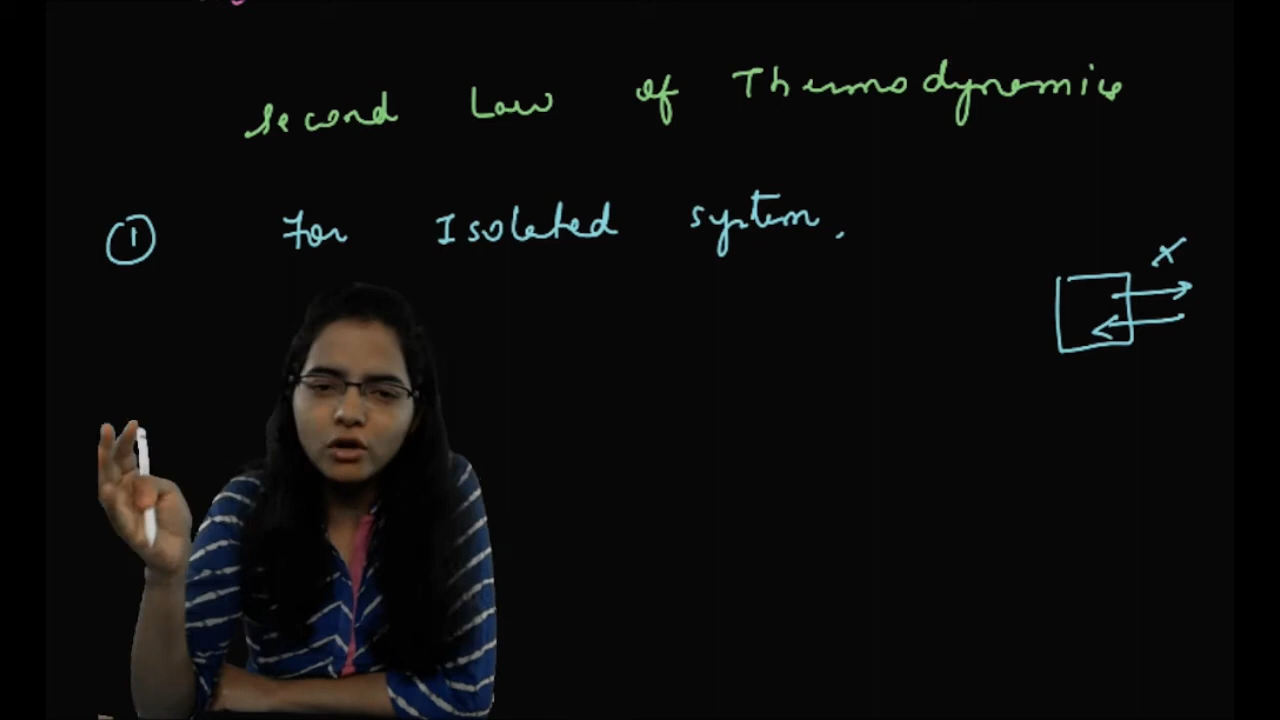 Second Law of Thermodynamics
① For Isolated system.
X